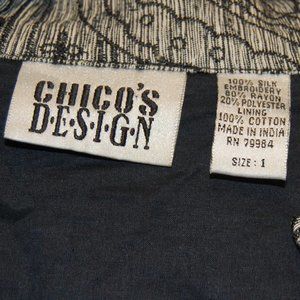 CHICO'S
D·E·S·I·G·N
100% SILK
EMBROIDERY
80% RAYON
20% POLYESTER
LINING
100% COTTON
MADE IN INDIA
RN 79984
SIZE: 1